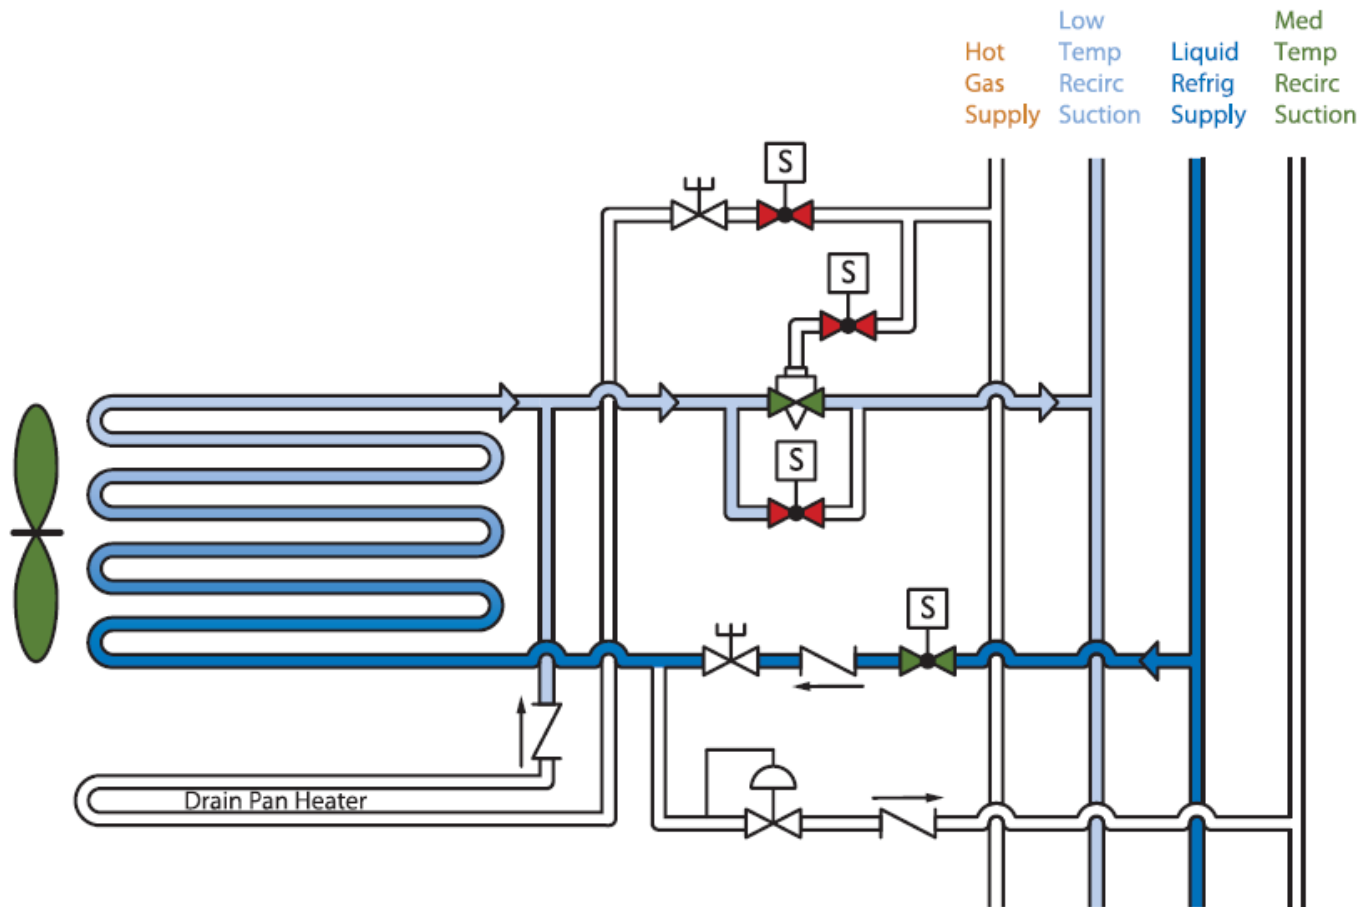 Hot
Gas
Supply
Low
Temp
Recirc
Suction
Liquid
Refrig
Supply
Med
Temp
Recirc
Suction
S
S
S
S
Drain Pan Heater